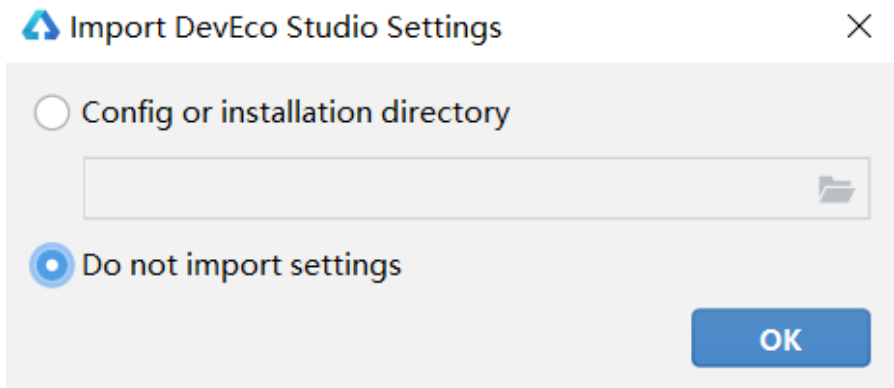 Import DevEco Studio Settings
Config or installation directory
Do not import settings
OK